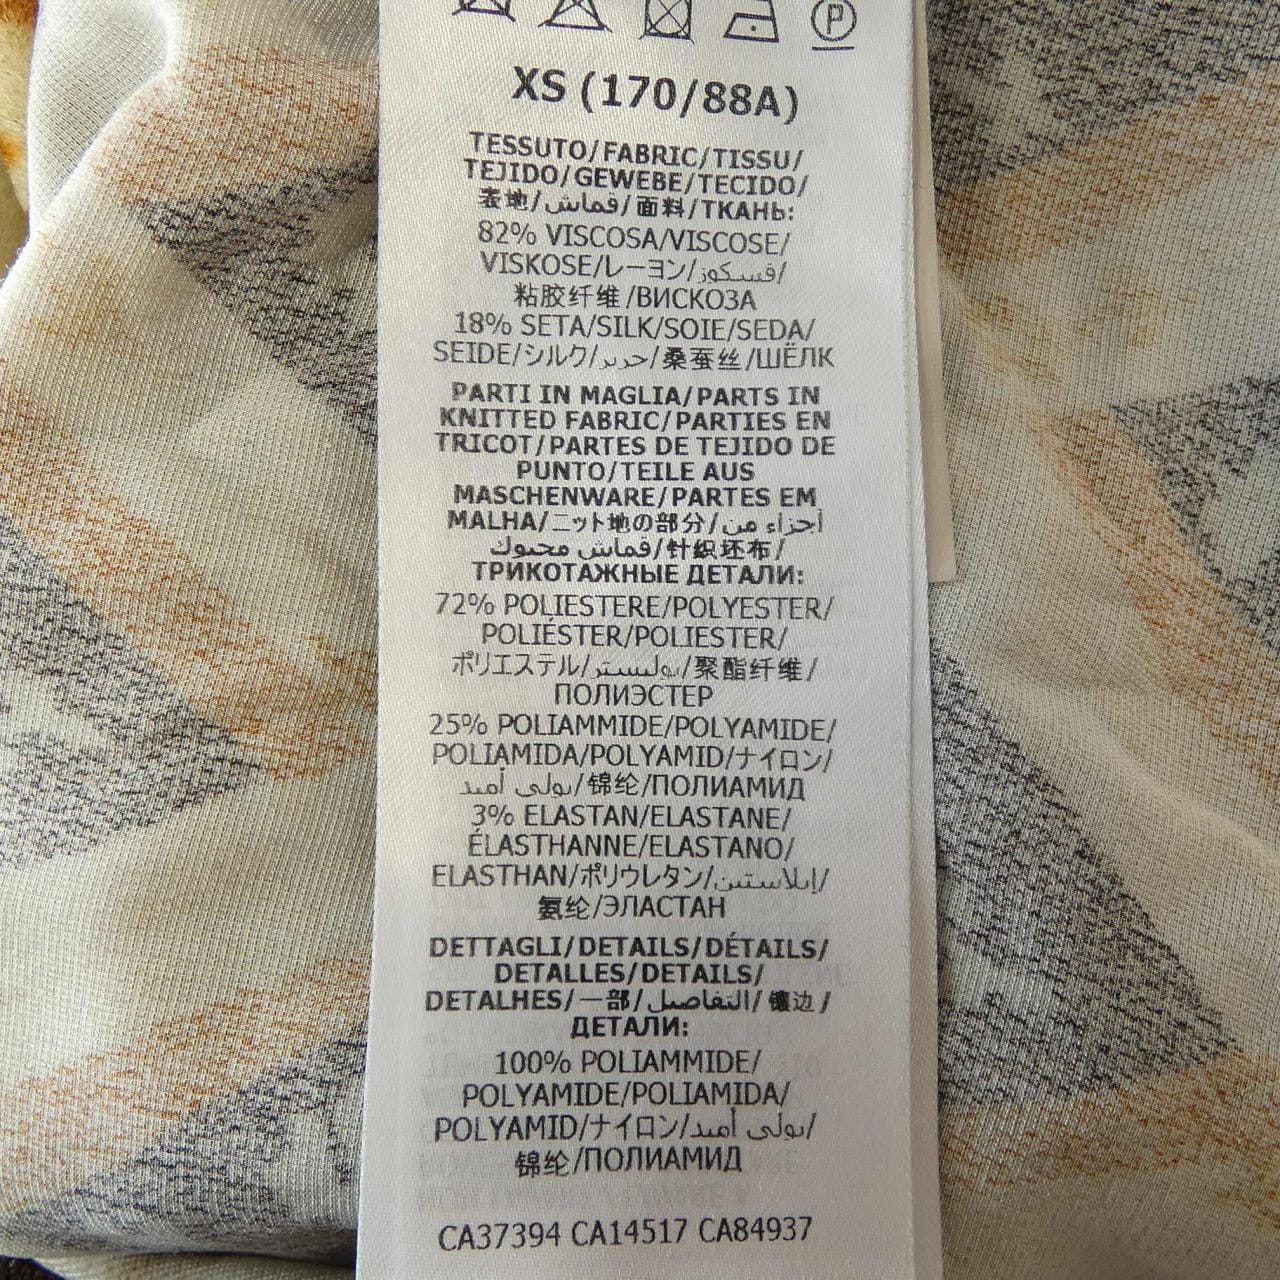 P
XS (170/88A)
TESSUTO/FABRIC/TISSU/
TEJIDO/GEWEBE/TECIDO/
表地/قماش/面料/ТКАНЬ:
82% VISCOSA/VISCOSE/
VISKOSE/レーヨン/فسكوز/
粘胶纤维/ВИСКОЗА
18% SETA/SILK/SOIE/SEDA/
SEIDE/シルク/حرير/桑蚕丝/ШЁЛК
PARTI IN MAGLIA/PARTS IN
KNITTED FABRIC/PARTIES EN
TRICOT/PARTES DE TEJIDO DE
PUNTO/TEILE AUS
MASCHENWARE/PARTES EM
MALHA/ニット地の部分/أجزاء من
قماش محبوك/针织坯布/
ТРИКОТАЖНЫЕ ДЕТАЛИ:
72% POLIESTERE/POLYESTER/
POLIÉSTER/POLIESTER/
ポリエステル/بوليستر/聚酯纤维/
ПОЛИЭСТЕР
25% POLIAMMIDE/POLYAMIDE/
POLIAMIDA/POLYAMID/ナイロン/
بولي أميد/锦纶/ПОЛИАМИД
3% ELASTAN/ELASTANE/
ÉLASTHANNE/ELASTANO/
ELASTHAN/ポリウレタン/إيلاستين/
氨纶/ЭЛАСТАН
DETTAGLI/DETAILS/DÉTAILS/
DETALLES/DETAILS/
DETALHES/一部/التفاصيل/镶边/
ДЕТАЛИ:
100% POLIAMMIDE/
POLYAMIDE/POLIAMIDA/
POLYAMID/ナイロン/بولي أميد/
锦纶/ПОЛИАМИД
CA37394 CA14517 CA84937